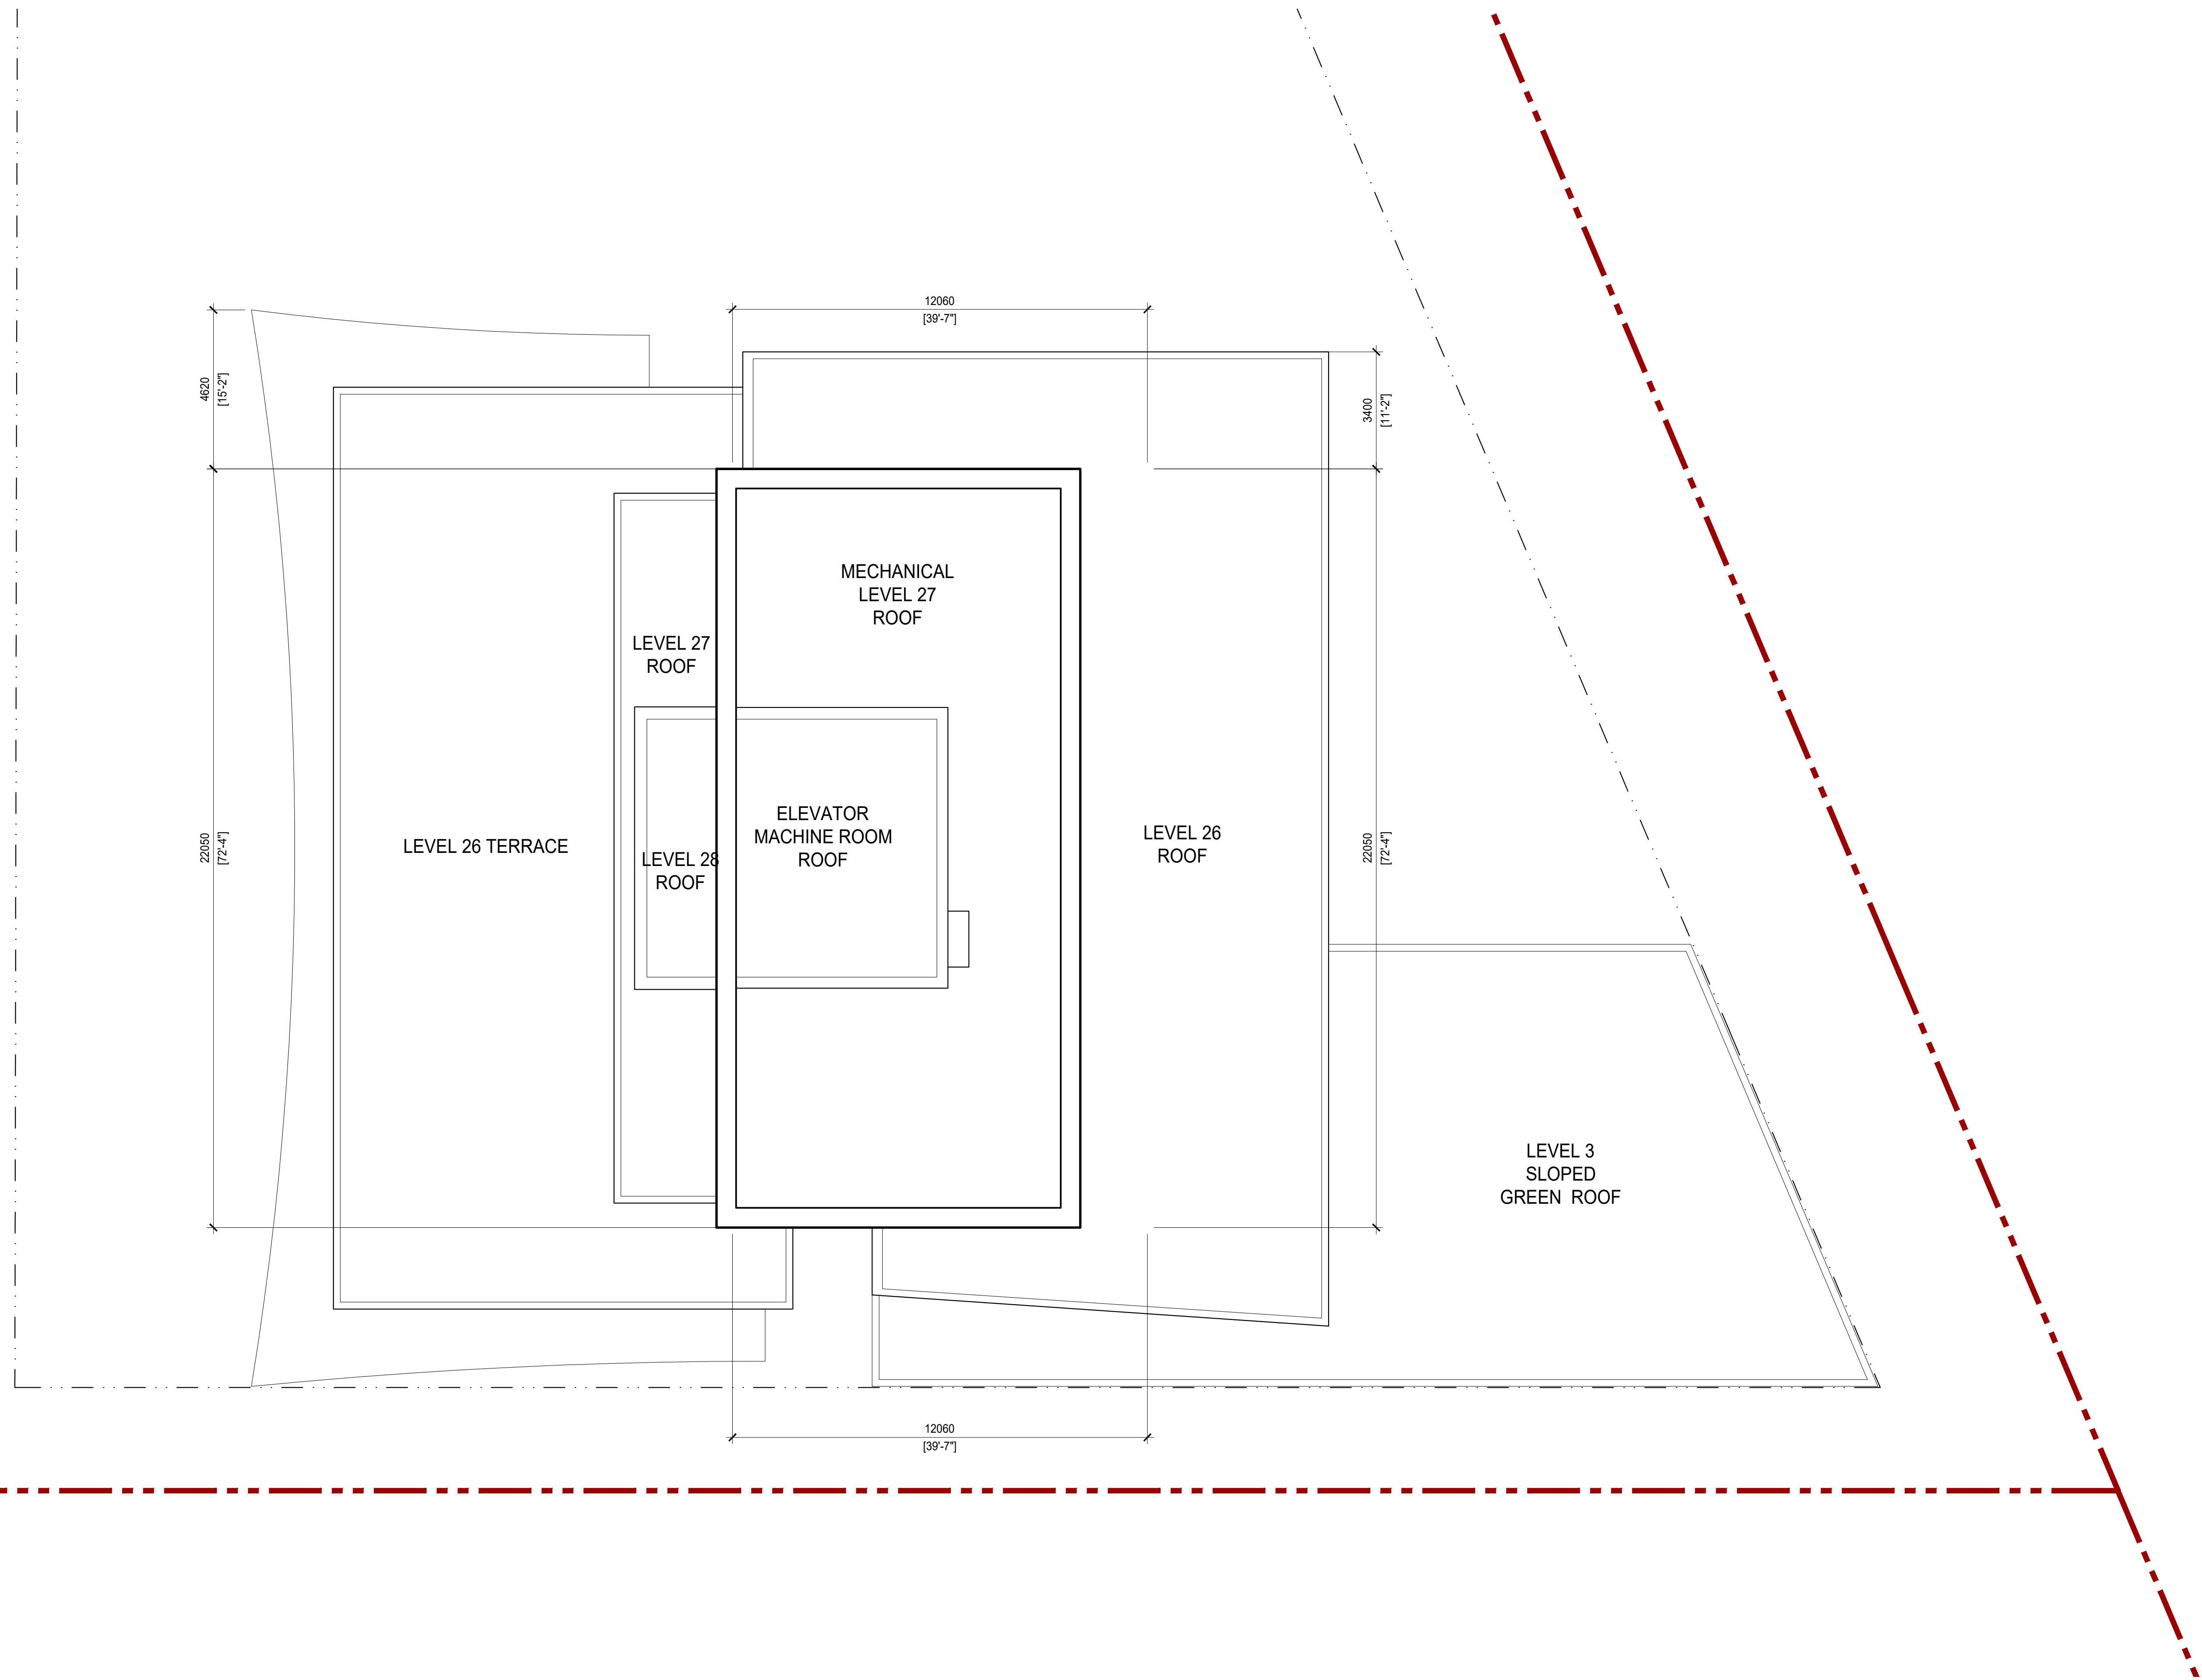 12060
[39'-7"]
4620
[15'-2"]
3400
[11'-2"]
MECHANICAL
LEVEL 27
ROOF
LEVEL 27
ROOF
ELEVATOR
MACHINE ROOM
ROOF
LEVEL 26 TERRACE
LEVEL 28
ROOF
LEVEL 26
ROOF
22050
[72'-4"]
22050
[72'-4"]
LEVEL 3
SLOPED
GREEN  ROOF
12060
[39'-7"]